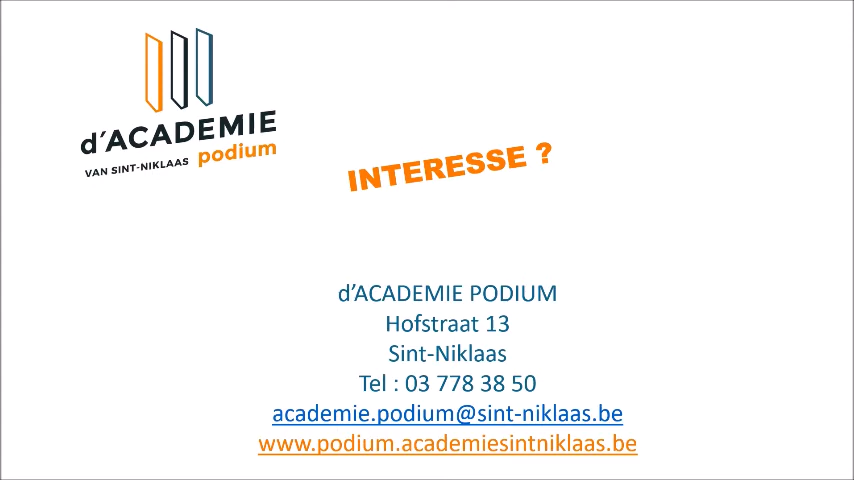 d'ACADEMIE
VAN SINT-NIKLAAS podium
INTERESSE ?
d'ACADEMIE PODIUM
Hofstraat 13
Sint-Niklaas
Tel : 03 778 38 50
academie.podium@sint-niklaas.be
www.podium.academiesintniklaas.be